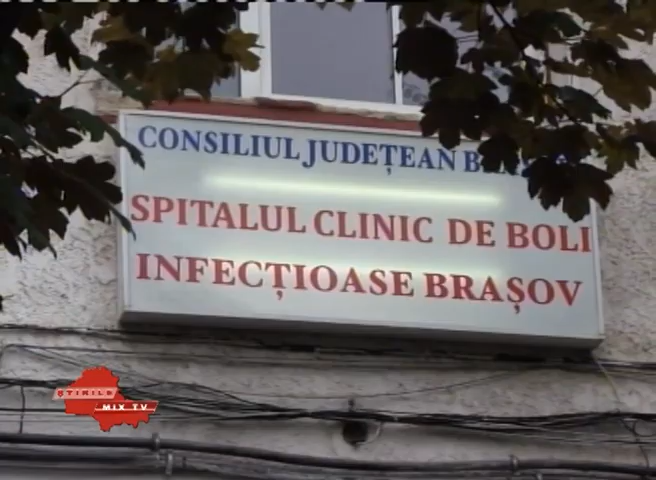 CONSILIUL JUDEȚEAN
SPITALUL CLINIC DE BOLI
INFECȚIOASE BRAȘOV
ȘTIRILE
MIX TV